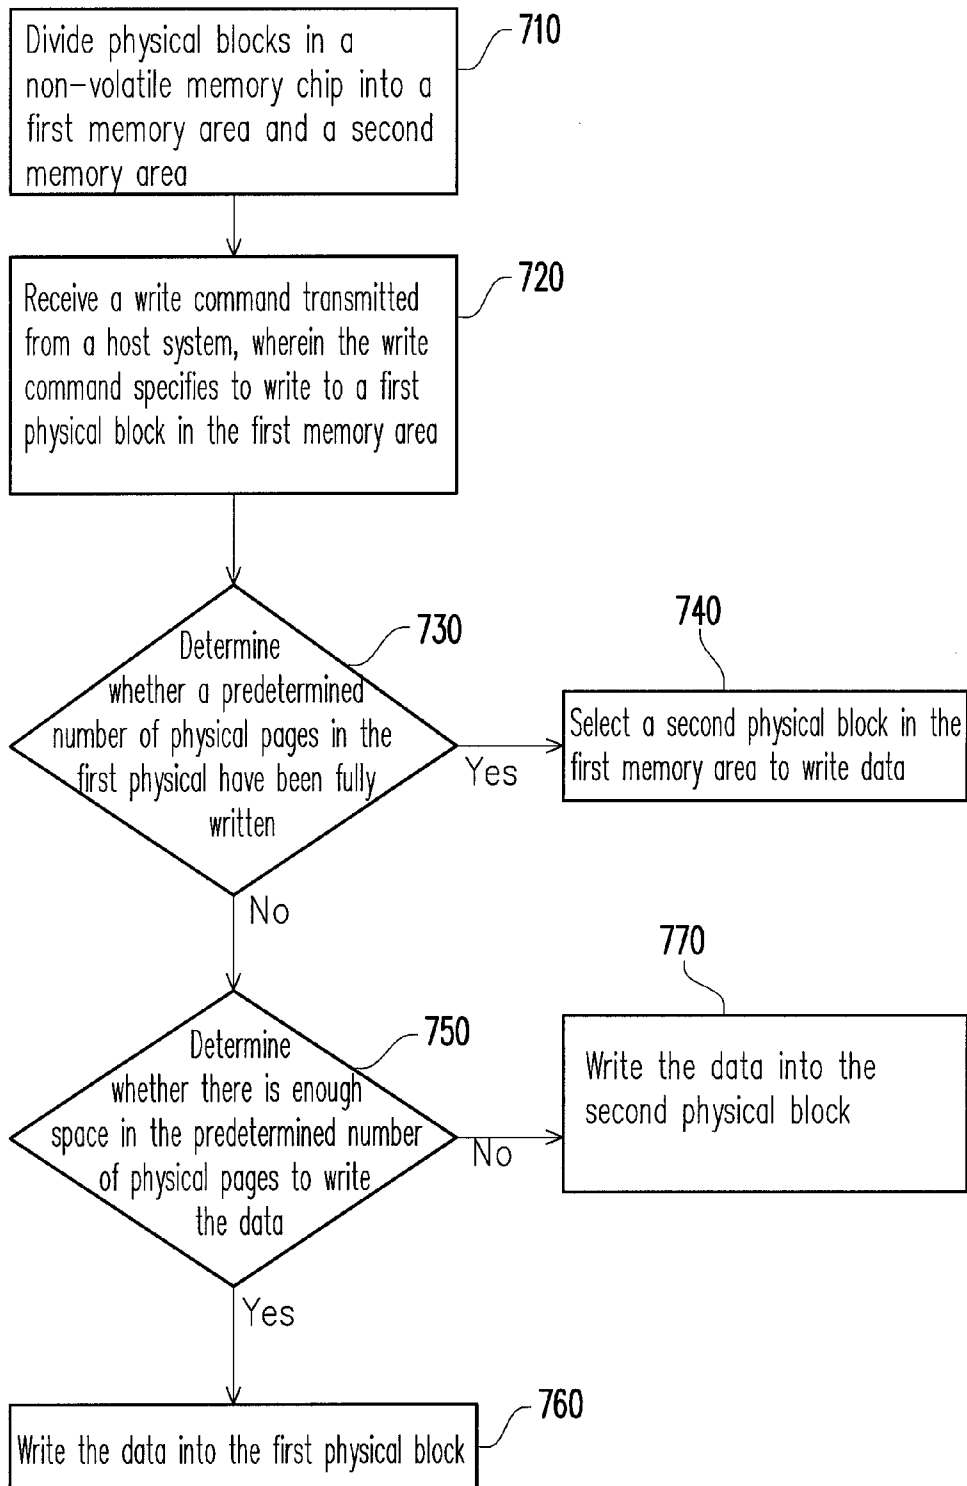 710
Divide physical blocks in a
non-volatile memory chip into a
first memory area and a second
memory area
720
Receive a write command transmitted
from a host system, wherein the write
command specifies to write to a first
physical block in the first memory area
730
Determine
whether a predetermined
number of physical pages in the
first physical have been fully
written
Yes
740
Select a second physical block in the
first memory area to write data
No
750
Determine
whether there is enough
space in the predetermined number
of physical pages to write
the data
No
770
Write the data into the
second physical block
Yes
760
Write the data into the first physical block